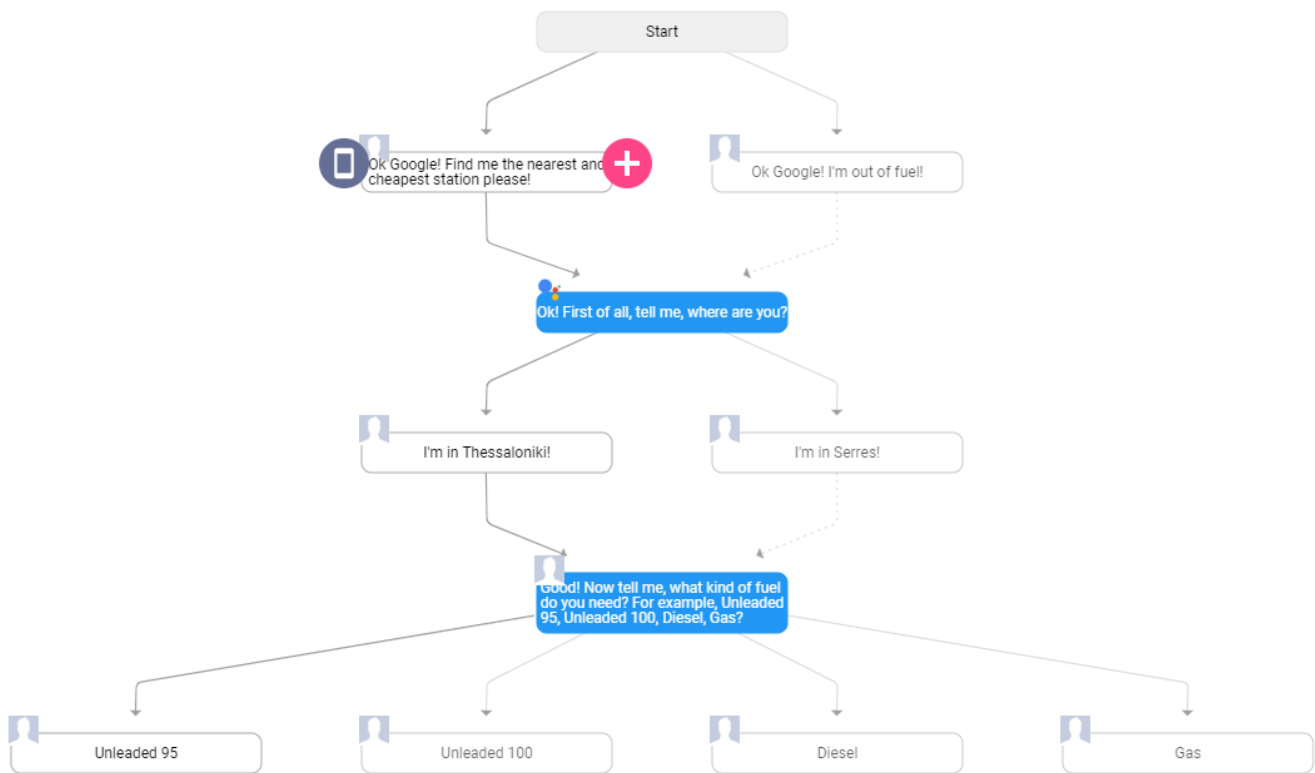 Start
Ok Google! Find me the nearest and
cheapest station please!
Ok Google! I'm out of fuel!
Ok! First of all, tell me, where are you?
I'm in Thessaloniki!
I'm in Serres!
Good! Now tell me, what kind of fuel
do you need? For example, Unleaded
95, Unleaded 100, Diesel, Gas?
Unleaded 95
Unleaded 100
Diesel
Gas